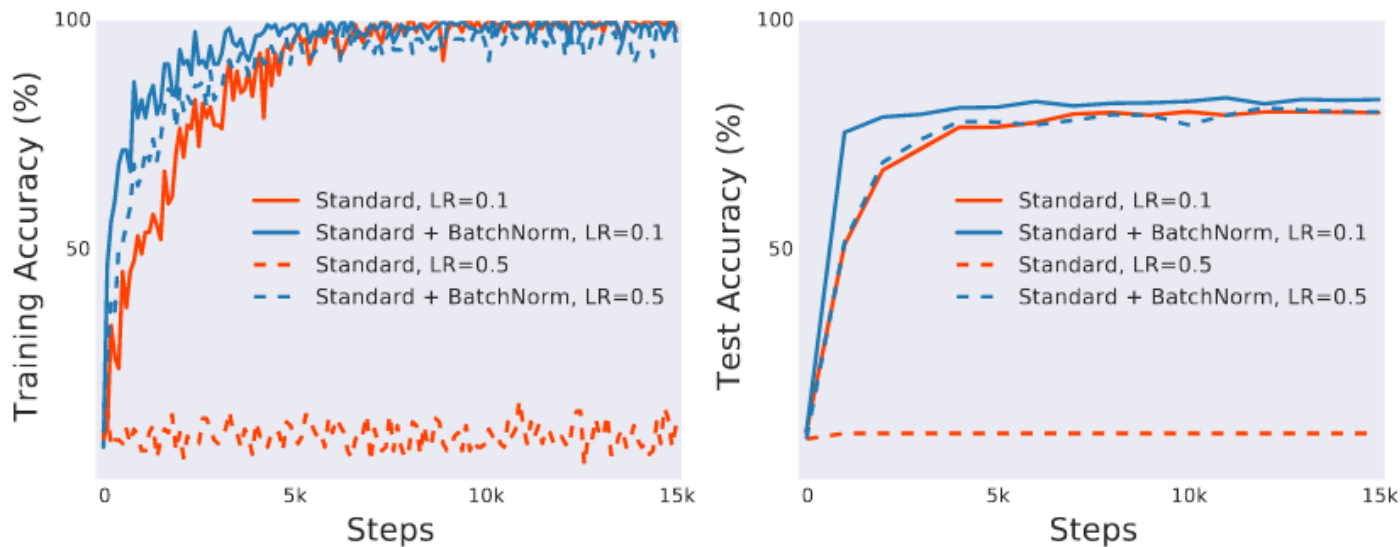 100
50
Training Accuracy (%)
Standard, LR=0.1
Standard + BatchNorm, LR=0.1
Standard, LR=0.5
Standard + BatchNorm, LR=0.5
0
5k
10k
15k
Steps
100
50
Test Accuracy (%)
Standard, LR=0.1
Standard + BatchNorm, LR=0.1
Standard, LR=0.5
Standard + BatchNorm, LR=0.5
0
5k
10k
15k
Steps